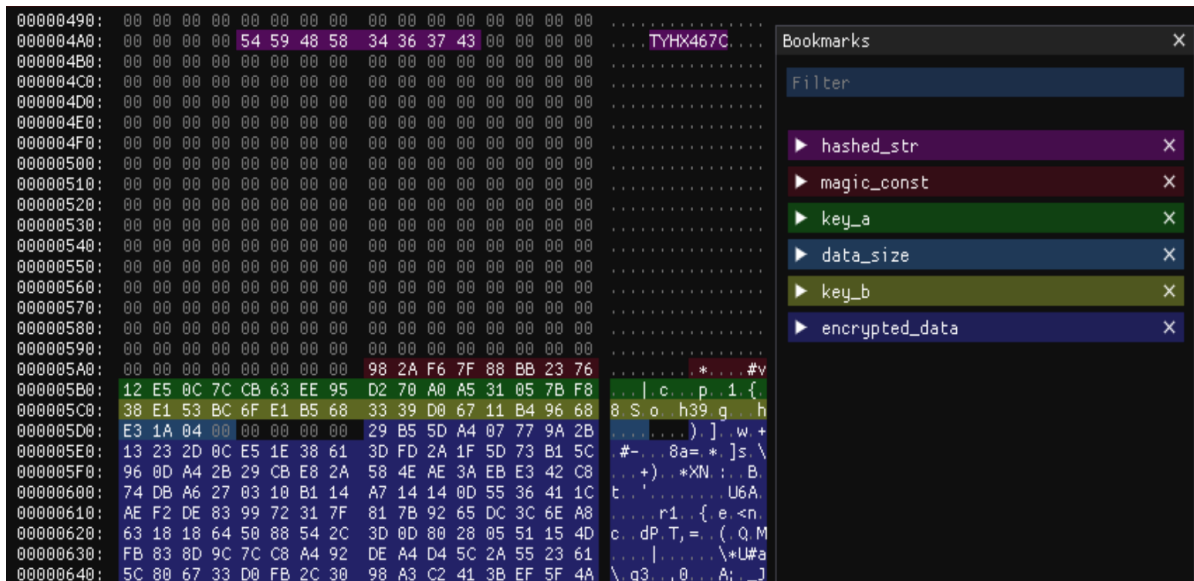 00000490: 00 00 00 00 00 00 00 00 00 00 00 00 00 00 00 00 ................
000004A0: 00 00 00 00 54 59 48 58 34 36 37 43 00 00 00 00 ....TYHX467C....
000004B0: 00 00 00 00 00 00 00 00 00 00 00 00 00 00 00 00 ................
000004C0: 00 00 00 00 00 00 00 00 00 00 00 00 00 00 00 00 ................
000004D0: 00 00 00 00 00 00 00 00 00 00 00 00 00 00 00 00 ................
000004E0: 00 00 00 00 00 00 00 00 00 00 00 00 00 00 00 00 ................
000004F0: 00 00 00 00 00 00 00 00 00 00 00 00 00 00 00 00 ................
00000500: 00 00 00 00 00 00 00 00 00 00 00 00 00 00 00 00 ................
00000510: 00 00 00 00 00 00 00 00 00 00 00 00 00 00 00 00 ................
00000520: 00 00 00 00 00 00 00 00 00 00 00 00 00 00 00 00 ................
00000530: 00 00 00 00 00 00 00 00 00 00 00 00 00 00 00 00 ................
00000540: 00 00 00 00 00 00 00 00 00 00 00 00 00 00 00 00 ................
00000550: 00 00 00 00 00 00 00 00 00 00 00 00 00 00 00 00 ................
00000560: 00 00 00 00 00 00 00 00 00 00 00 00 00 00 00 00 ................
00000570: 00 00 00 00 00 00 00 00 00 00 00 00 00 00 00 00 ................
00000580: 00 00 00 00 00 00 00 00 00 00 00 00 00 00 00 00 ................
00000590: 00 00 00 00 00 00 00 00 00 00 00 00 00 00 00 00 ................
000005A0: 00 00 00 00 00 00 00 00 98 2A F6 7F 88 BB 23 76 .........*....#v
000005B0: 12 E5 0C 7C CB 63 EE 95 D2 70 A0 A5 31 05 7B F8 ...|.c...p..1.{.
000005C0: 38 E1 53 BC 6F E1 B5 68 33 39 D0 67 11 B4 96 68 8.S.o..h39.g...h
000005D0: E3 1A 04 00 00 00 00 00 29 B5 5D A4 07 77 9A 2B ........).]..w.+
000005E0: 13 23 2D 0C E5 1E 38 61 3D FD 2A 1F 5D 73 B1 5C .#-...8a=.*.]s.\
000005F0: 96 0D A4 2B 29 CB E8 2A 58 4E AE 3A EB E3 42 C8 ...+)..*XN.:..B.
00000600: 74 DB A6 27 03 10 B1 14 A7 14 14 0D 55 36 41 1C t..'........U6A.
00000610: AE F2 DE 83 99 72 31 7F 81 7B 92 65 DC 3C 6E A8 .....r1..{.e.<n.
00000620: 63 18 18 64 50 88 54 2C 3D 0D 80 28 05 51 15 4D c..dP.T,=..(.Q.M
00000630: FB 83 8D 9C 7C C8 A4 92 DE A4 D4 5C 2A 55 23 61 ....|......\*U#a
00000640: 5C 80 67 33 D0 FB 2C 30 98 A3 C2 41 3B EF 5F 4A \.g3..,0...A;._J
Bookmarks
Filter
hashed_str
magic_const
key_a
data_size
key_b
encrypted_data